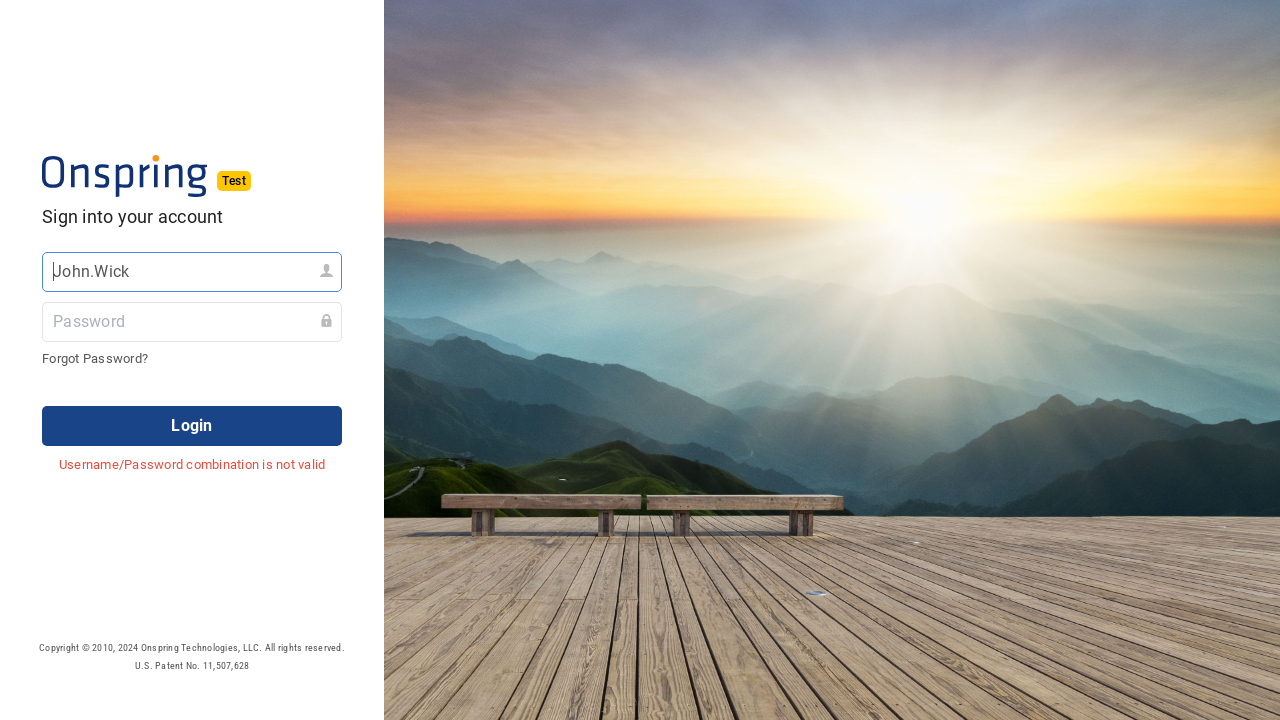 Onspring Test
Sign into your account
John.Wick
Password
Forgot Password?
Login
Username/Password combination is not valid
Copyright © 2010, 2024 Onspring Technologies, LLC. All rights reserved.
U.S. Patent No. 11,507,628